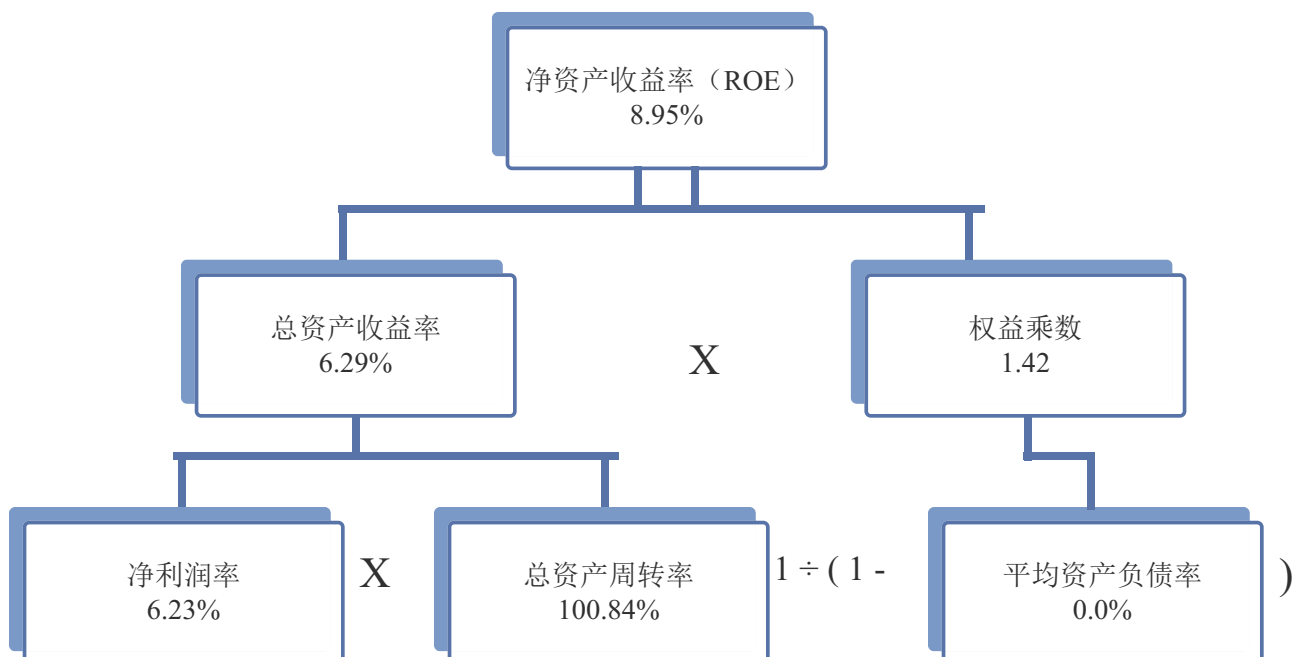 净资产收益率（ROE）
8.95%
总资产收益率
6.29%
X
权益乘数
1.42
净利润率
6.23%
X
总资产周转率
100.84%
1 ÷ ( 1 -
平均资产负债率
0.0%
)